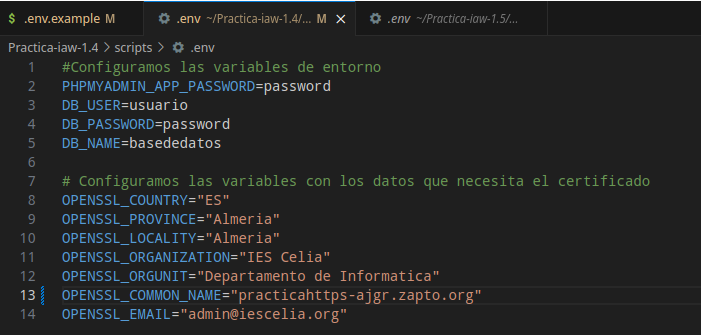 $ .env.example M .env ~/Practica-iaw-1.4/... M × .env ~/Practica-iaw-1.5/...
Practica-iaw-1.4 > scripts > .env
1 #Configuramos las variables de entorno
2 PHPMYADMIN_APP_PASSWORD=password
3 DB_USER=usuario
4 DB_PASSWORD=password
5 DB_NAME=basededatos
6
7 # Configuramos las variables con los datos que necesita el certificado
8 OPENSSL_COUNTRY="ES"
9 OPENSSL_PROVINCE="Almeria"
10 OPENSSL_LOCALITY="Almeria"
11 OPENSSL_ORGANIZATION="IES Celia"
12 OPENSSL_ORGUNIT="Departamento de Informatica"
13 OPENSSL_COMMON_NAME="practicahttps-ajgr.zapto.org"
14 OPENSSL_EMAIL="admin@iescelia.org"